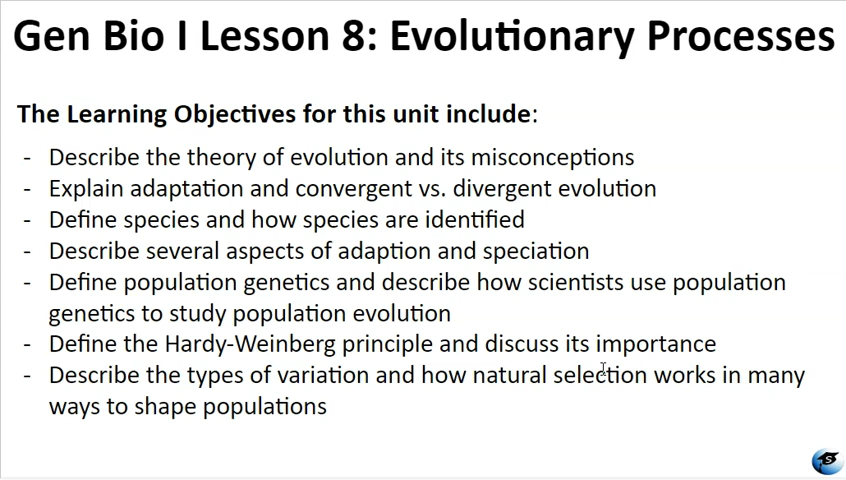 Gen Bio I Lesson 8: Evolutionary Processes
The Learning Objectives for this unit include:
- Describe the theory of evolution and its misconceptions
- Explain adaptation and convergent vs. divergent evolution
- Define species and how species are identified
- Describe several aspects of adaption and speciation
- Define population genetics and describe how scientists use population
genetics to study population evolution
- Define the Hardy-Weinberg principle and discuss its importance
- Describe the types of variation and how natural selection works in many
ways to shape populations
S